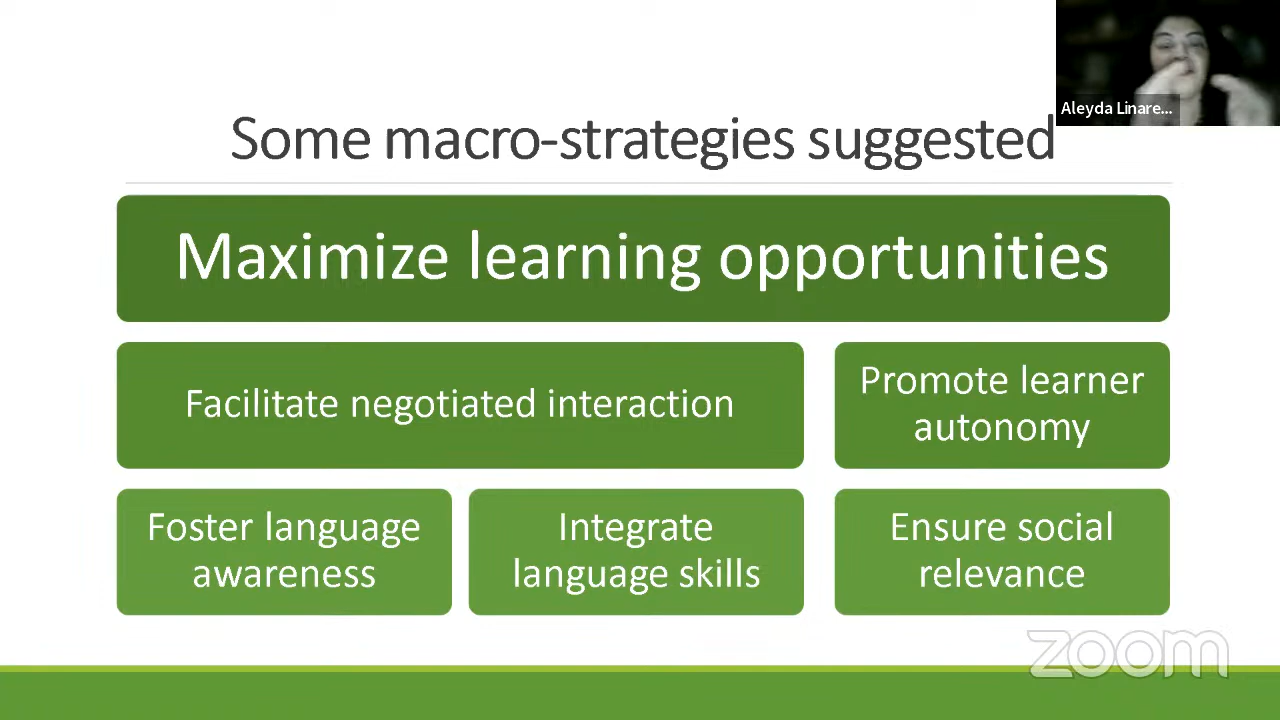 Aleyda Linare...
Some macro-strategies suggested
Maximize learning opportunities
Facilitate negotiated interaction
Promote learner
autonomy
Foster language
awareness
Integrate
language skills
Ensure social
relevance
zoom